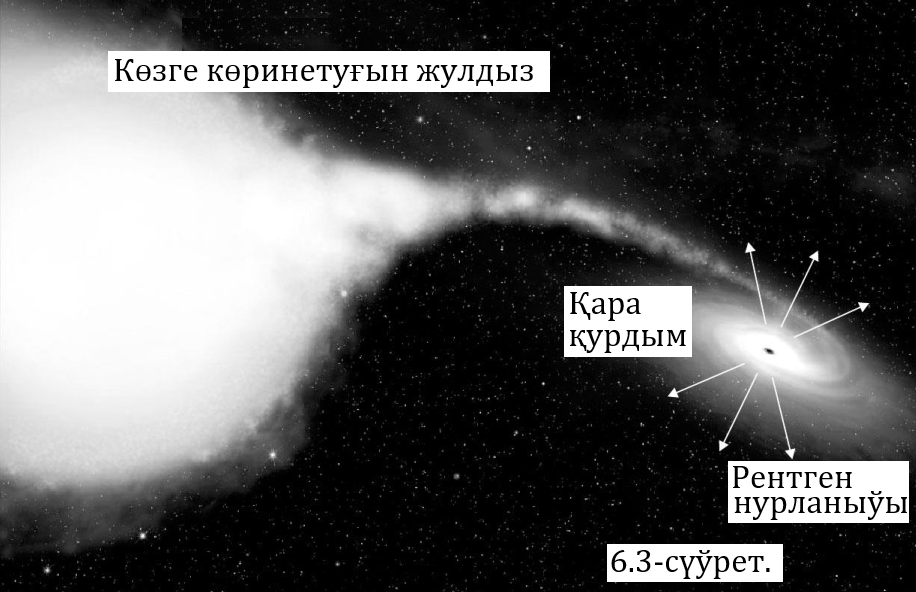 Көзге көринетуғын жулдыз
Қара
қурдым
Рентген
нурланыўы
6.3-сүўрет.